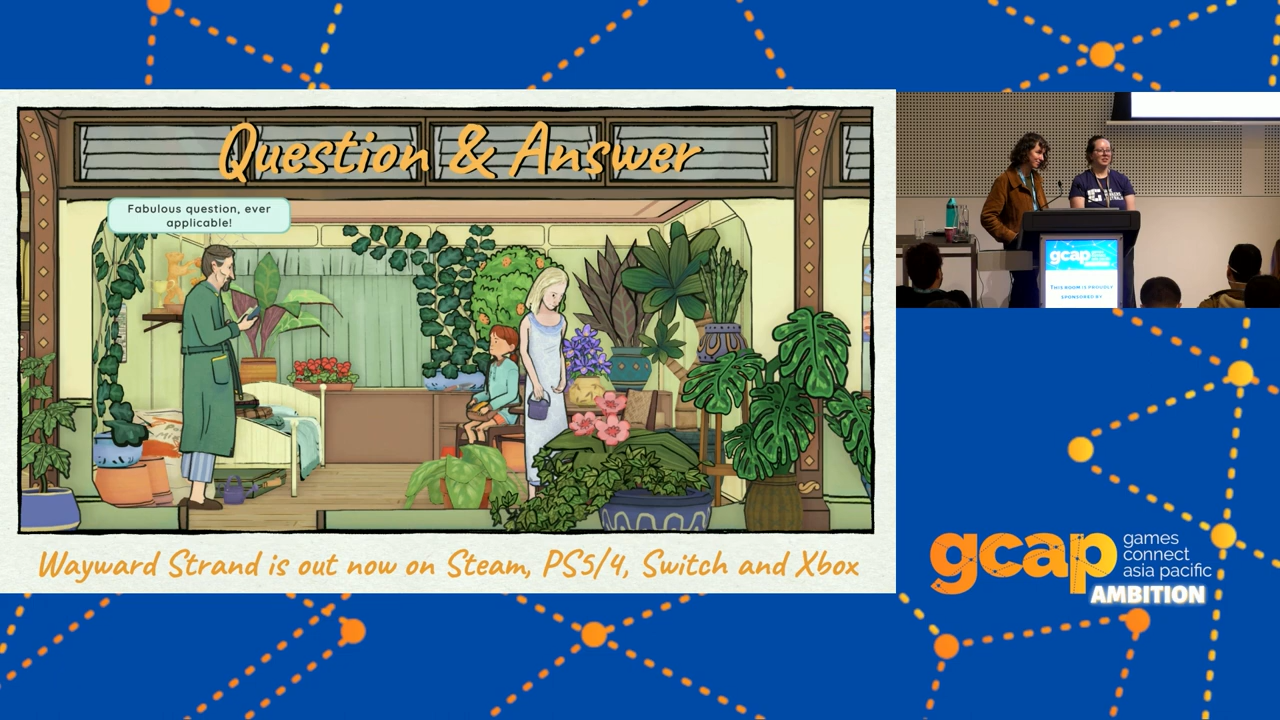 Question & Answer
Fabulous question, ever
applicable!
Wayward Strand is out now on Steam, PS5/4, Switch and Xbox
gcap
THIS ROOM IS PROUDLY
SPONSORED BY
gcap
games
connect
asia pacific
AMBITION